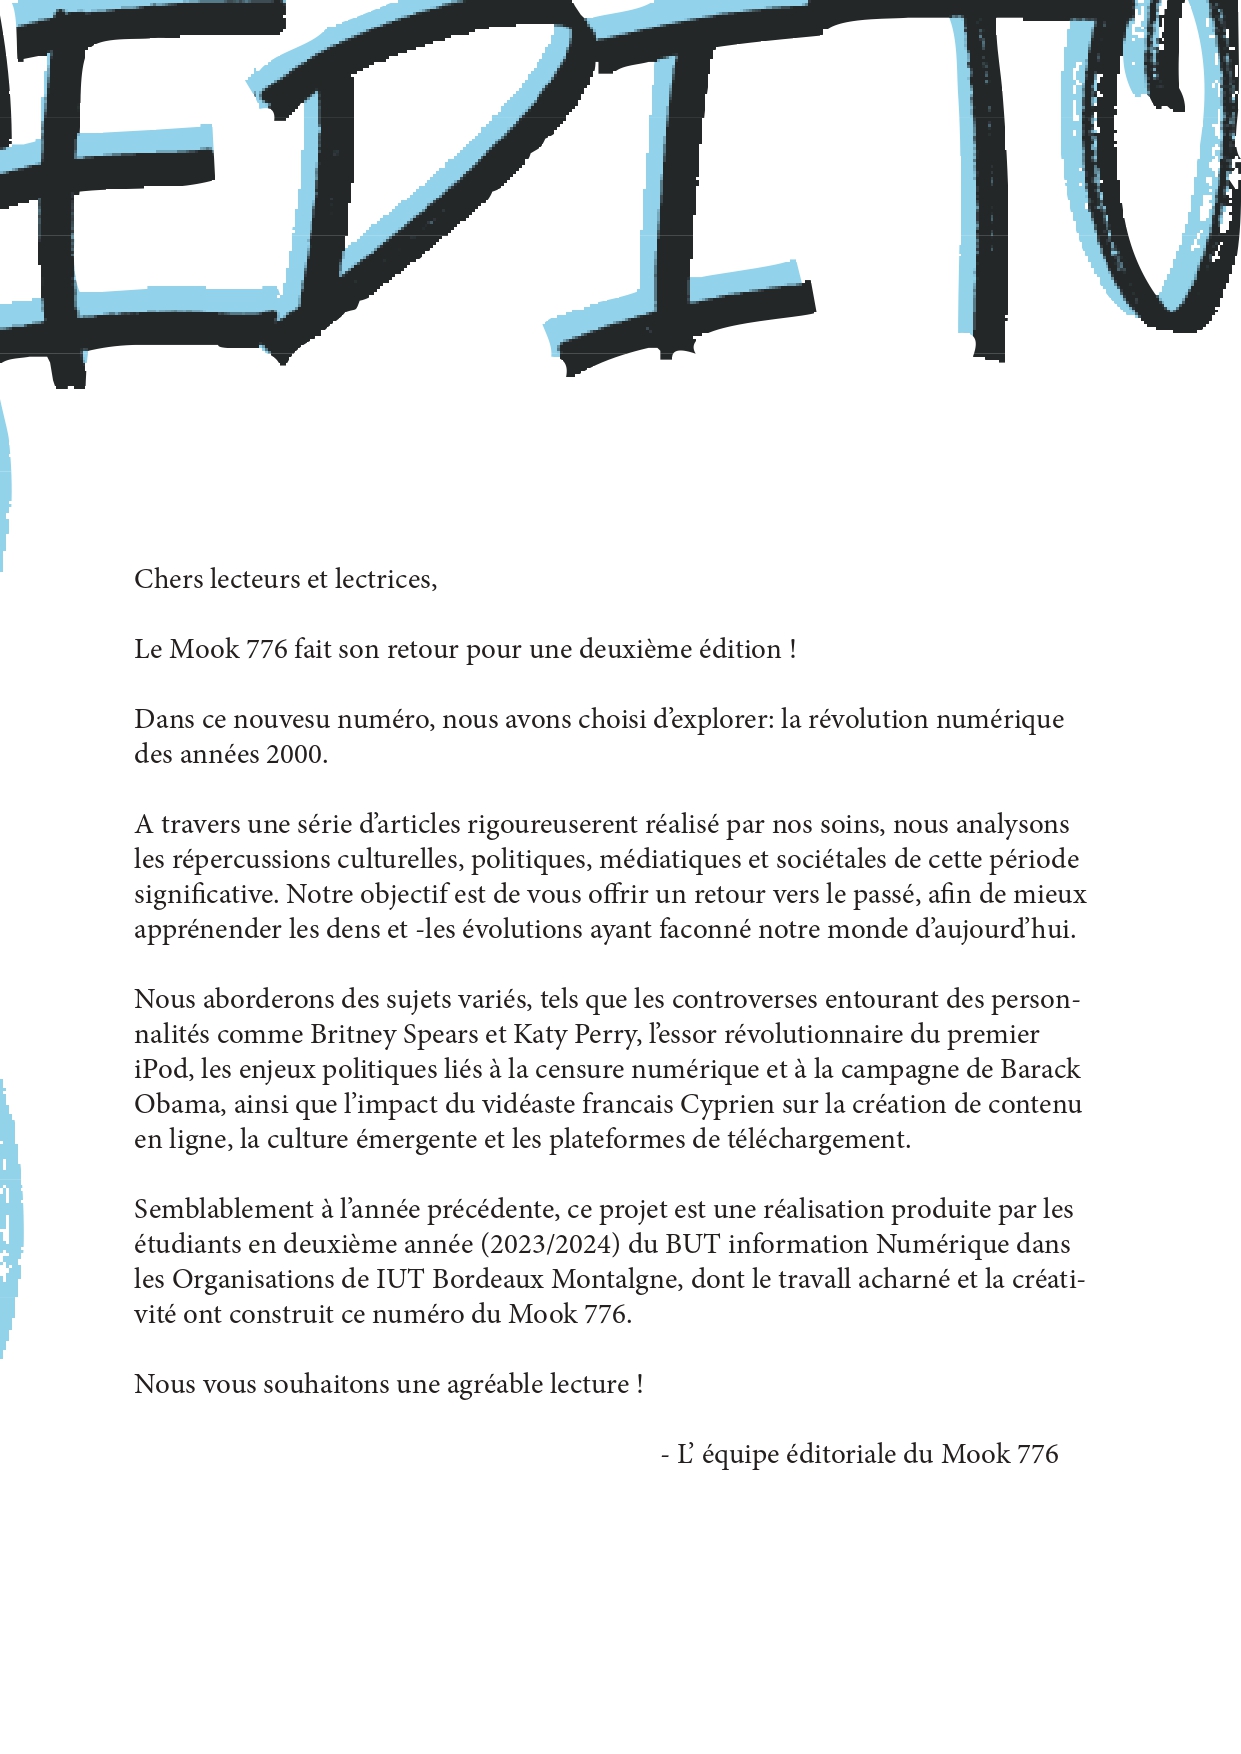 EDITO
Chers lecteurs et lectrices,
Le Mook 776 fait son retour pour une deuxième édition !
Dans ce nouvesu numéro, nous avons choisi d’explorer: la révolution numérique
des années 2000.
A travers une série d’articles rigoureuserent réalisé par nos soins, nous analysons
les répercussions culturelles, politiques, médiatiques et sociétales de cette période
significative. Notre objectif est de vous offrir un retour vers le passé, afin de mieux
apprénender les dens et -les évolutions ayant faconné notre monde d’aujourd’hui.
Nous aborderons des sujets variés, tels que les controverses entourant des person-
nalités comme Britney Spears et Katy Perry, l’essor révolutionnaire du premier
iPod, les enjeux politiques liés à la censure numérique et à la campagne de Barack
Obama, ainsi que l’impact du vidéaste francais Cyprien sur la création de contenu
en ligne, la culture émergente et les plateformes de téléchargement.
Semblablement à l’année précédente, ce projet est une réalisation produite par les
étudiants en deuxième année (2023/2024) du BUT information Numérique dans
les Organisations de IUT Bordeaux Montalgne, dont le travall acharné et la créati-
vité ont construit ce numéro du Mook 776.
Nous vous souhaitons une agréable lecture !
- L’ équipe éditoriale du Mook 776